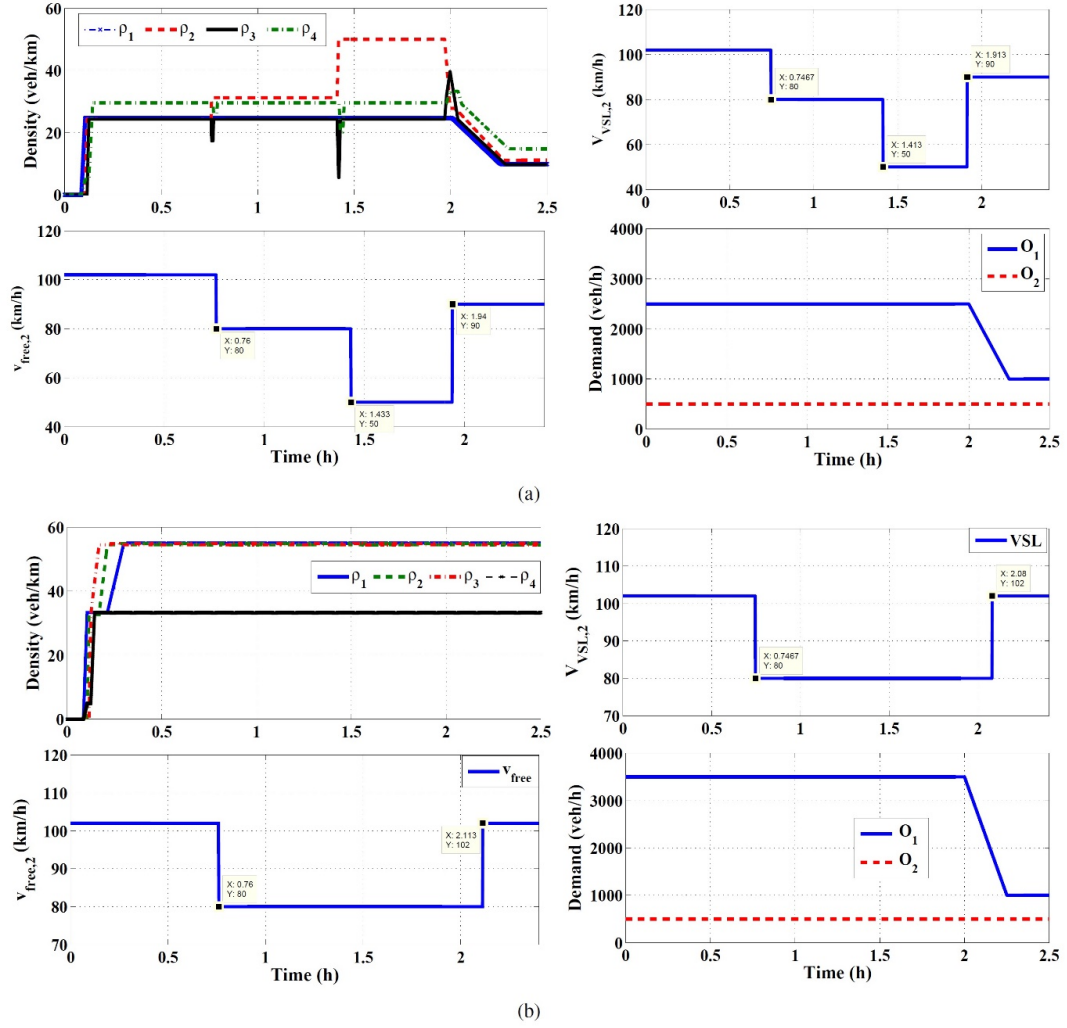 60
40
20
0
Density (veh/km)
ρ1 ρ2 ρ3 ρ4
0 0.5 1 1.5 2 2.5
120
100
80
60
40
V_VSL,2 (km/h)
X: 0.7467
Y: 80
X: 1.413
Y: 50
X: 1.913
Y: 90
0 0.5 1 1.5 2
120
100
80
60
40
v_free,2 (km/h)
X: 0.76
Y: 80
X: 1.433
Y: 50
X: 1.94
Y: 90
0 0.5 1 1.5 2
Time (h)
4000
3000
2000
1000
0
Demand (veh/h)
O1
O2
0 0.5 1 1.5 2 2.5
Time (h)
(a)
60
40
20
0
Density (veh/km)
ρ1 ρ2 ρ3 ρ4
0 0.5 1 1.5 2 2.5
120
110
100
90
80
70
V_VSL,2 (km/h)
VSL
X: 0.7467
Y: 80
X: 2.08
Y: 102
0 0.5 1 1.5 2
120
110
100
90
80
70
v_free,2 (km/h)
v_free
X: 0.76
Y: 80
X: 2.113
Y: 102
0 0.5 1 1.5 2
Time (h)
4000
3000
2000
1000
0
Demand (veh/h)
O1
O2
0 0.5 1 1.5 2 2.5
Time (h)
(b)